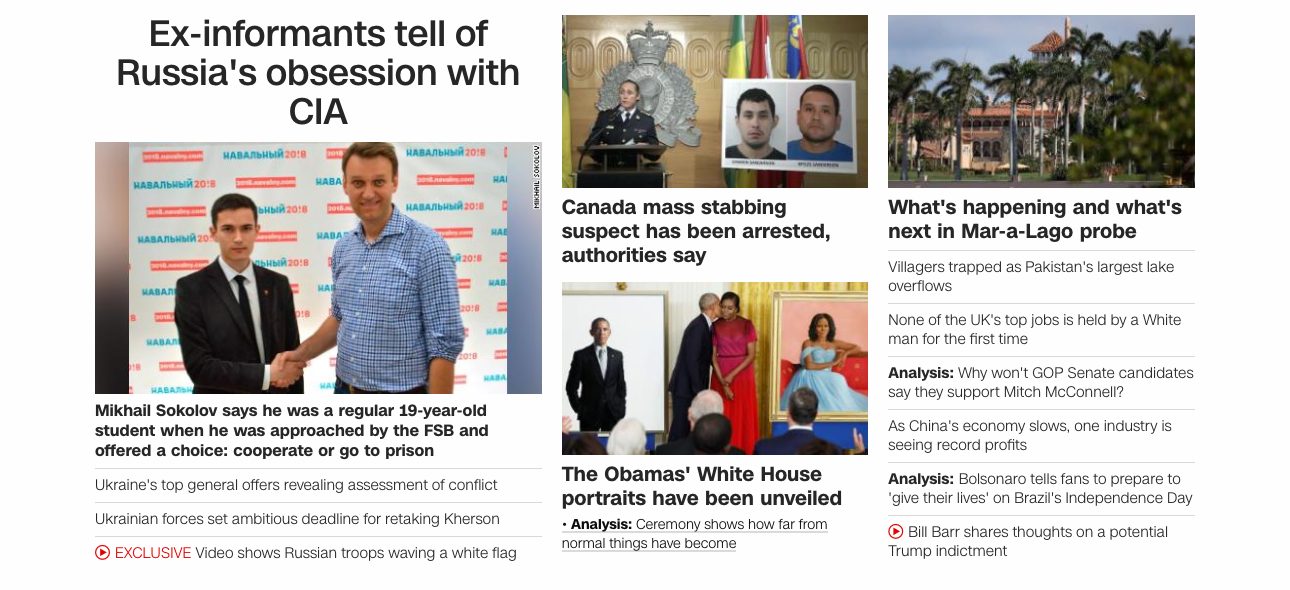 Ex-informants tell of
Russia's obsession with
CIA
2018.navalny.com
НАВАЛЬНЫЙ20!8
MIKHAIL SOKOLOV
Mikhail Sokolov says he was a regular 19-year-old
student when he was approached by the FSB and
offered a choice: cooperate or go to prison
Ukraine's top general offers revealing assessment of conflict
Ukrainian forces set ambitious deadline for retaking Kherson
EXCLUSIVE Video shows Russian troops waving a white flag
Canada mass stabbing
suspect has been arrested,
authorities say
The Obamas' White House
portraits have been unveiled
• Analysis: Ceremony shows how far from
normal things have become
What's happening and what's
next in Mar-a-Lago probe
Villagers trapped as Pakistan's largest lake
overflows
None of the UK's top jobs is held by a White
man for the first time
Analysis: Why won't GOP Senate candidates
say they support Mitch McConnell?
As China's economy slows, one industry is
seeing record profits
Analysis: Bolsonaro tells fans to prepare to
'give their lives' on Brazil's Independence Day
Bill Barr shares thoughts on a potential
Trump indictment